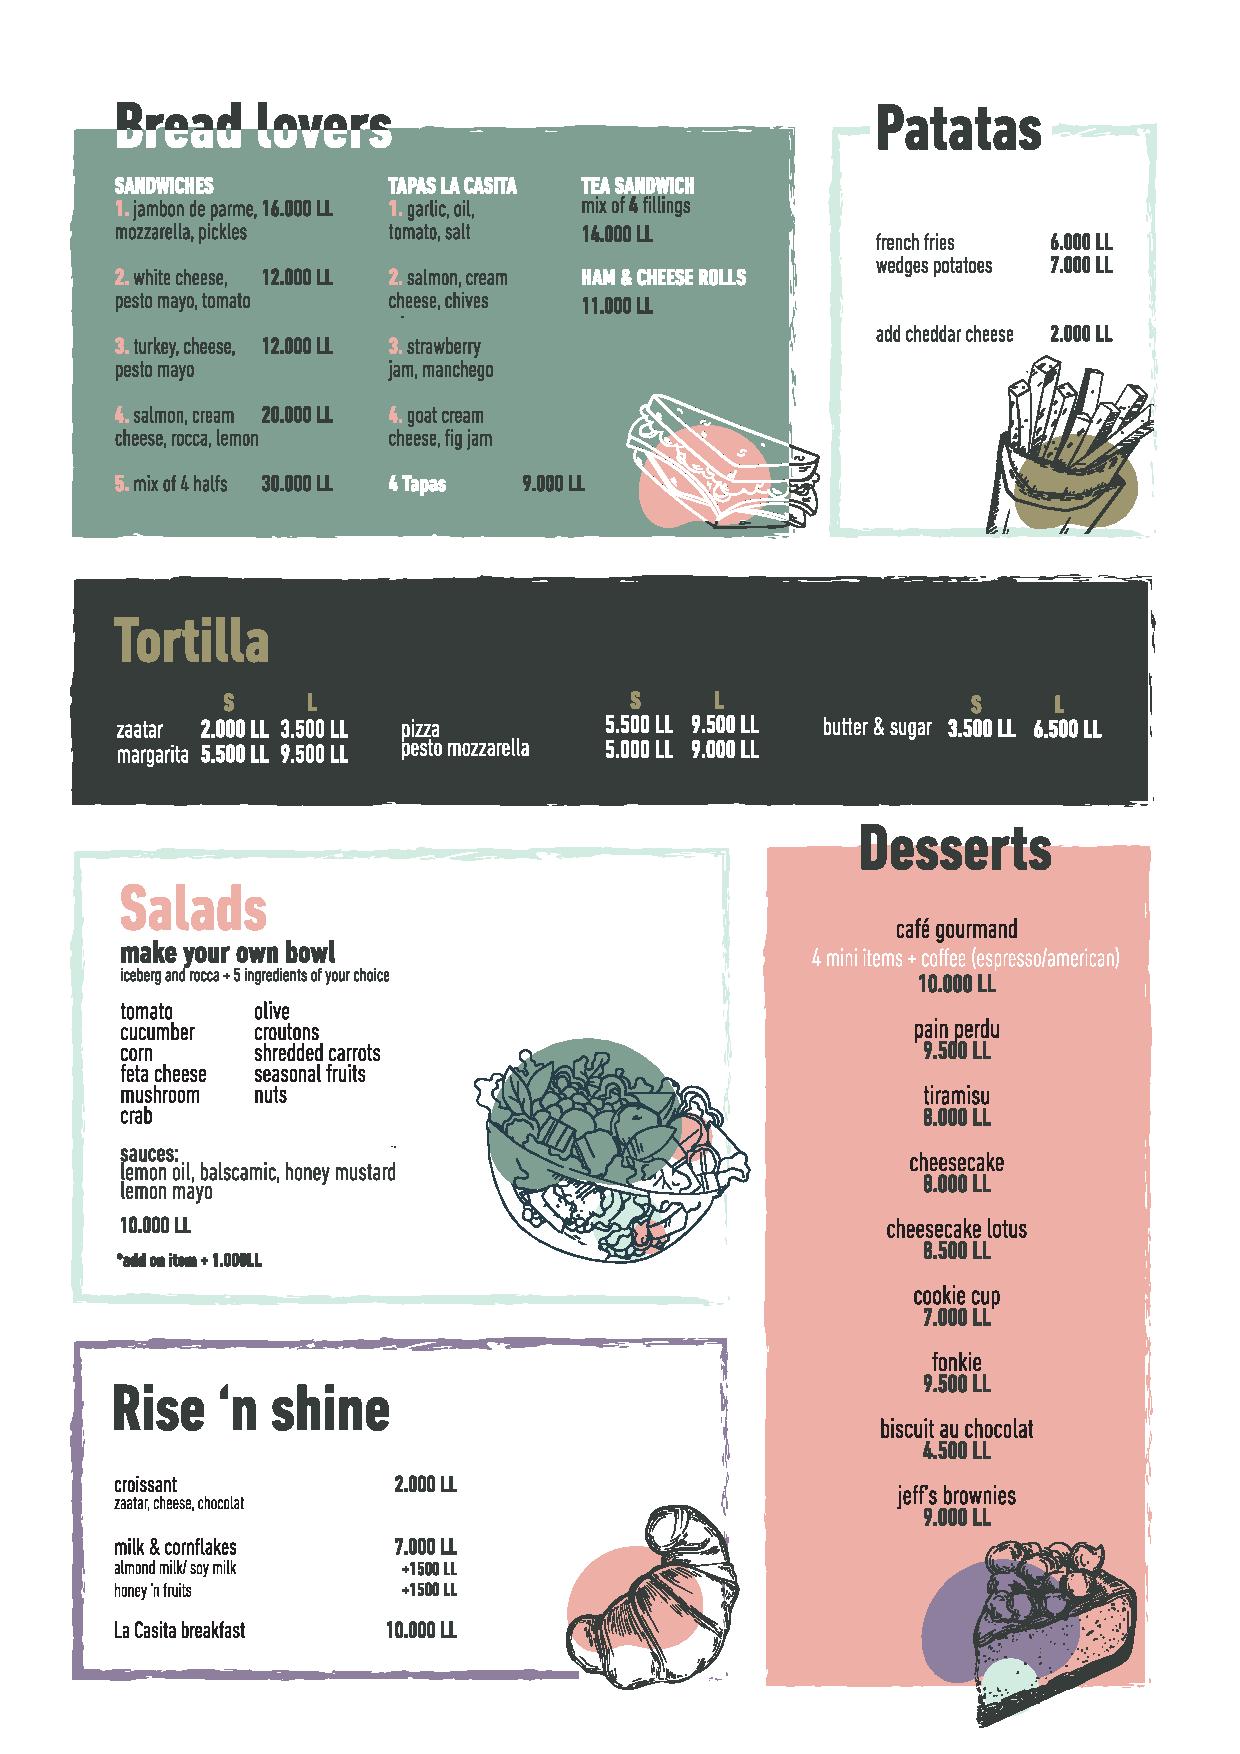 Bread lovers
SANDWICHES
1. jambon de parme, 16.000 LL
mozzarella, pickles
2. white cheese, 12.000 LL
pesto mayo, tomato
3. turkey, cheese, 12.000 LL
pesto mayo
4. salmon, cream 20.000 LL
cheese, rocca, lemon
5. mix of 4 halfs 30.000 LL
TAPAS LA CASITA
1. garlic, oil,
tomato, salt
2. salmon, cream
cheese, chives
3. strawberry
jam, manchego
4. goat cream
cheese, fig jam
4 Tapas 9.000 LL
TEA SANDWICH
mix of 4 fillings
14.000 LL
HAM & CHEESE ROLLS
11.000 LL
Patatas
french fries 6.000 LL
wedges potatoes 7.000 LL
add cheddar cheese 2.000 LL
Tortilla
S L
zaatar 2.000 LL 3.500 LL
margarita 5.500 LL 9.500 LL
S L
pizza 5.500 LL 9.500 LL
pesto mozzarella 5.000 LL 9.000 LL
S L
butter & sugar 3.500 LL 6.500 LL
Salads
make your own bowl
iceberg and rocca + 5 ingredients of your choice
tomato
cucumber
corn
feta cheese
mushroom
crab
olive
croutons
shredded carrots
seasonal fruits
nuts
sauces:
lemon oil, balscamic, honey mustard
lemon mayo
10.000 LL
*add on item + 1.000LL
Desserts
café gourmand
4 mini items + coffee (espresso/american)
10.000 LL
pain perdu
9.500 LL
tiramisu
8.000 LL
cheesecake
8.000 LL
cheesecake lotus
8.500 LL
cookie cup
7.000 LL
fonkie
9.500 LL
biscuit au chocolat
4.500 LL
jeff's brownies
9.000 LL
Rise ‘n shine
croissant 2.000 LL
zaatar, cheese, chocolat
milk & cornflakes 7.000 LL
almond milk/ soy milk +1500 LL
honey 'n fruits +1500 LL
La Casita breakfast 10.000 LL